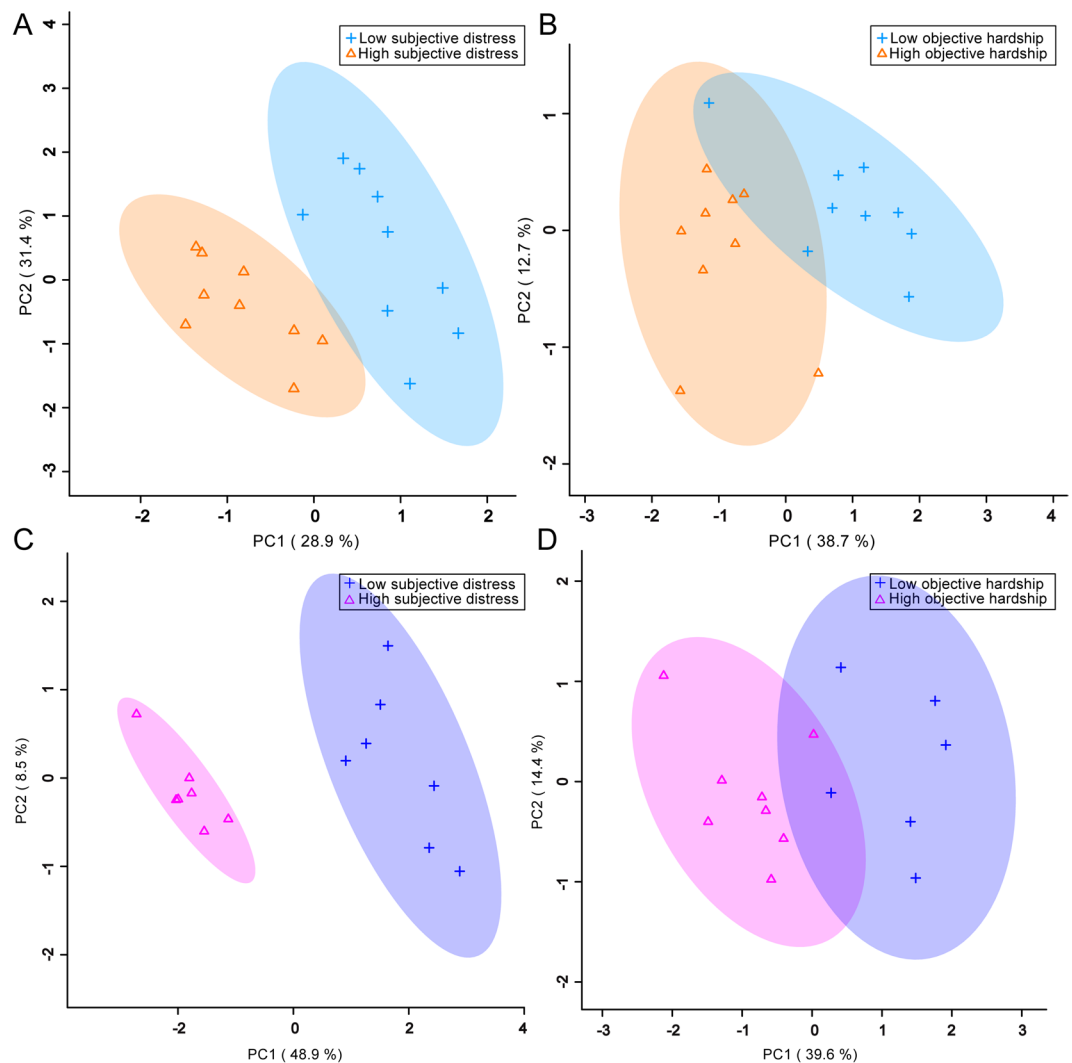 A
Low subjective distress
High subjective distress
4
3
2
1
0
-1
-2
-3
PC2 ( 31.4 %)
-2
-1
0
1
2
PC1 ( 28.9 %)
B
Low objective hardship
High objective hardship
1
0
-1
-2
PC2 ( 12.7 %)
-3
-2
-1
0
1
2
3
4
PC1 ( 38.7 %)
C
Low subjective distress
High subjective distress
2
1
0
-1
-2
PC2 ( 8.5 %)
-2
0
2
4
PC1 ( 48.9 %)
D
Low objective hardship
High objective hardship
2
1
0
-1
-2
PC2 ( 14.4 %)
-3
-2
-1
0
1
2
3
PC1 ( 39.6 %)